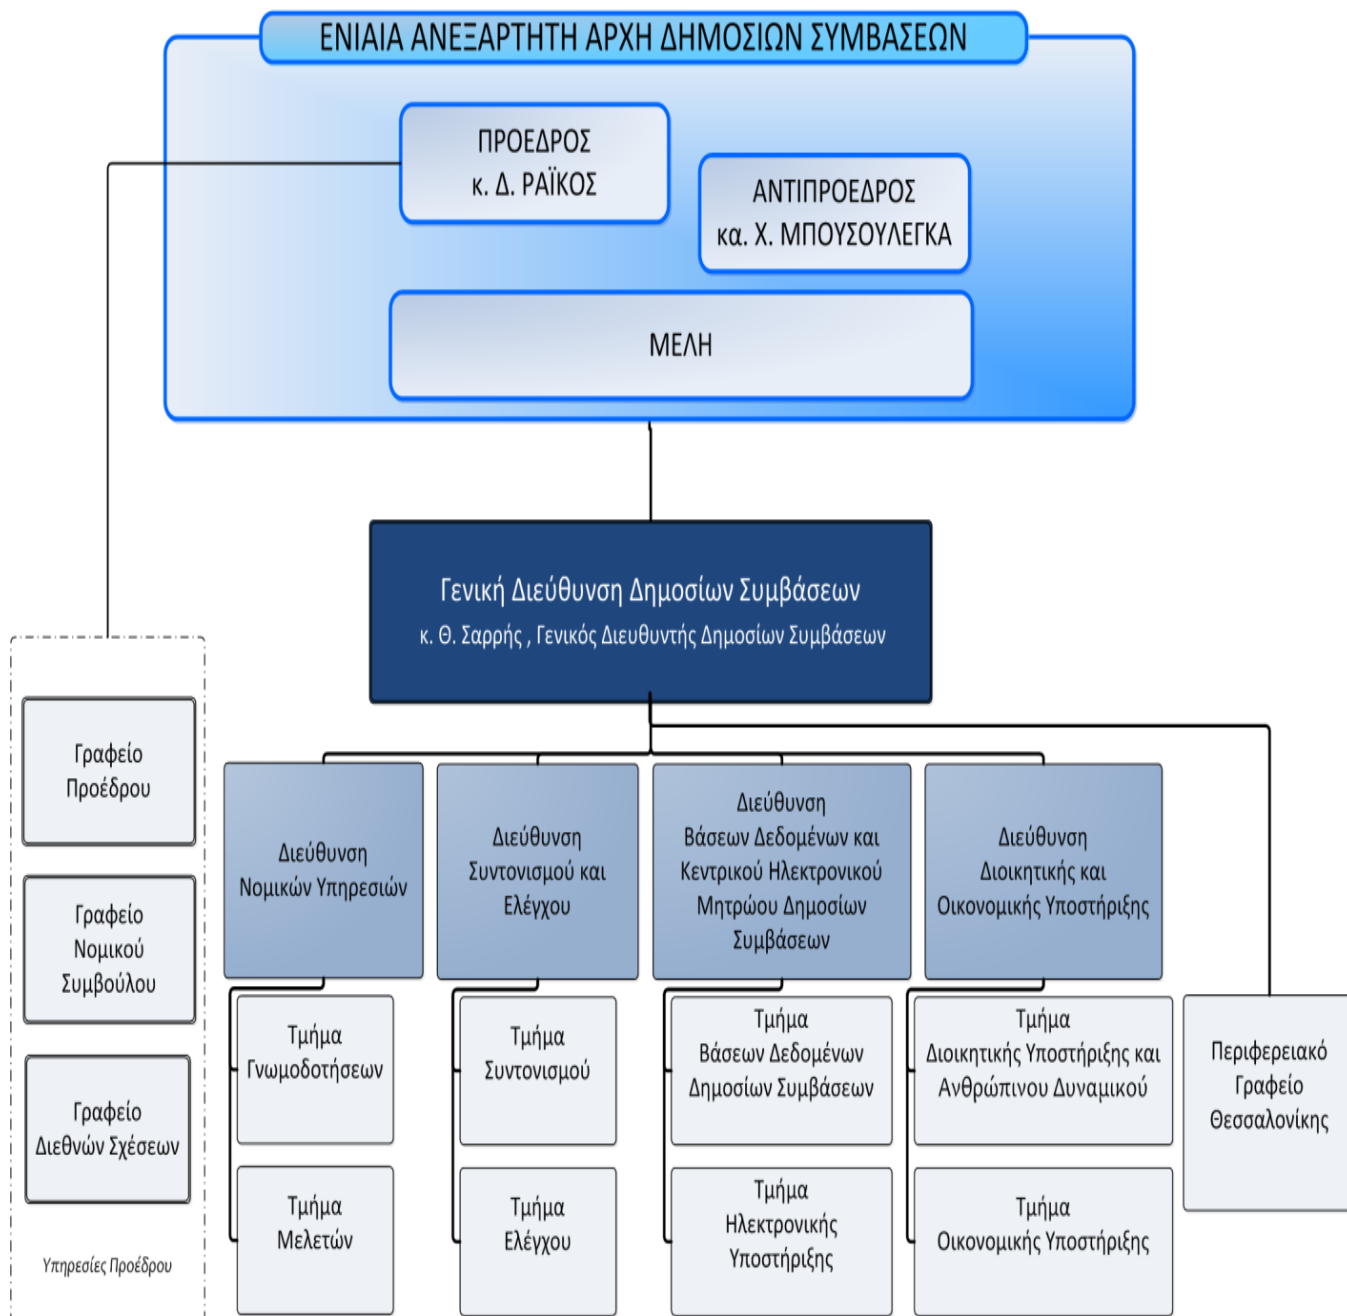 ΕΝΙΑΙΑ ΑΝΕΞΑΡΤΗΤΗ ΑΡΧΗ ΔΗΜΟΣΙΩΝ ΣΥΜΒΑΣΕΩΝ
ΠΡΟΕΔΡΟΣ
κ. Δ. ΡΑΪΚΟΣ
ΑΝΤΙΠΡΟΕΔΡΟΣ
κα. Χ. ΜΠΟΥΣΟΥΛΕΓΚΑ
ΜΕΛΗ
Γενική Διεύθυνση Δημοσίων Συμβάσεων
κ. Θ. Σαρρής , Γενικός Διευθυντής Δημοσίων Συμβάσεων
Γραφείο
Προέδρου
Γραφείο
Νομικού
Συμβούλου
Γραφείο
Διεθνών Σχέσεων
Υπηρεσίες Προέδρου
Διεύθυνση
Νομικών Υπηρεσιών
Τμήμα
Γνωμοδοτήσεων
Τμήμα
Μελετών
Διεύθυνση
Συντονισμού και
Ελέγχου
Τμήμα
Συντονισμού
Τμήμα
Ελέγχου
Διεύθυνση
Βάσεων Δεδομένων και
Κεντρικού Ηλεκτρονικού
Μητρώου Δημοσίων
Συμβάσεων
Τμήμα
Βάσεων Δεδομένων
Δημοσίων Συμβάσεων
Τμήμα
Ηλεκτρονικής
Υποστήριξης
Διεύθυνση
Διοικητικής και
Οικονομικής Υποστήριξης
Τμήμα
Διοικητικής Υποστήριξης και
Ανθρώπινου Δυναμικού
Τμήμα
Οικονομικής Υποστήριξης
Περιφερειακό
Γραφείο
Θεσσαλονίκης